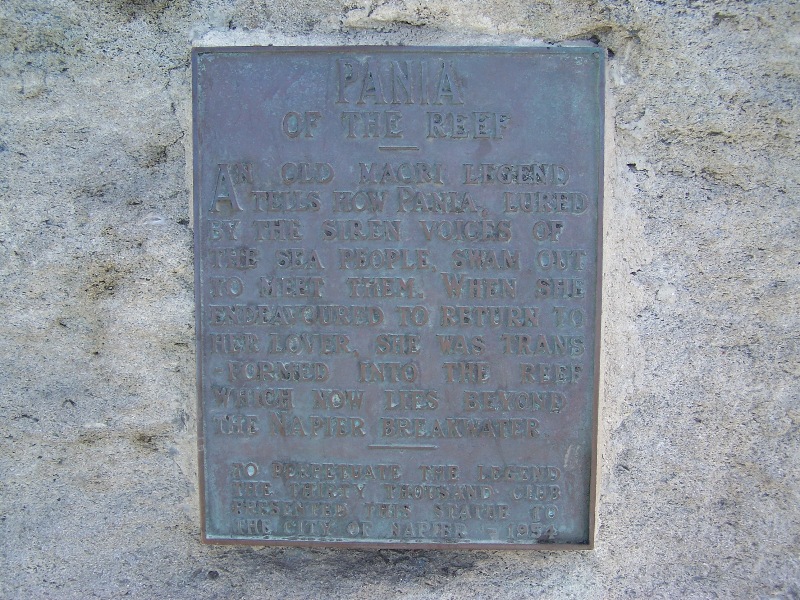 PANIA
OF THE REEF
AN OLD MAORI LEGEND
TELLS HOW PANIA, LURED
BY THE SIREN VOICES OF
THE SEA PEOPLE, SWAM OUT
TO MEET THEM. WHEN SHE
ENDEAVOURED TO RETURN TO
HER LOVER, SHE WAS TRANS
-FORMED INTO THE REEF
WHICH NOW LIES BEYOND
THE NAPIER BREAKWATER.
TO PERPETUATE THE LEGEND
THE THIRTY THOUSAND CLUB
PRESENTED THIS STATUE TO
THE CITY OF NAPIER - 1954